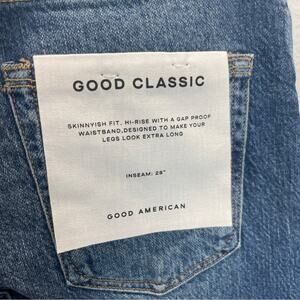 GOOD CLASSIC
SKINNYISH FIT, HI-RISE WITH A GAP PROOF
WAISTBAND,DESIGNED TO MAKE YOUR
LEGS LOOK EXTRA LONG
INSEAM: 28"
GOOD AMERICAN